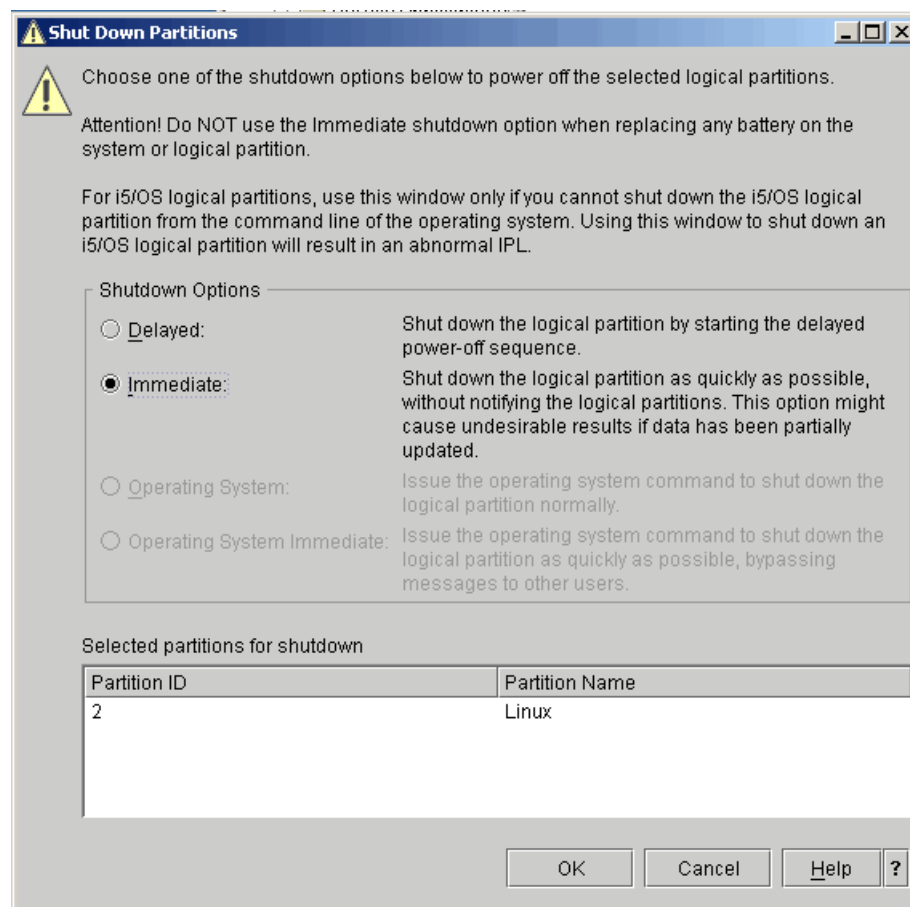 Shut Down Partitions
Choose one of the shutdown options below to power off the selected logical partitions.
Attention! Do NOT use the Immediate shutdown option when replacing any battery on the
system or logical partition.
For i5/OS logical partitions, use this window only if you cannot shut down the i5/OS logical
partition from the command line of the operating system. Using this window to shut down an
i5/OS logical partition will result in an abnormal IPL.
Shutdown Options
Delayed:
Shut down the logical partition by starting the delayed
power-off sequence.
Immediate:
Shut down the logical partition as quickly as possible,
without notifying the logical partitions. This option might
cause undesirable results if data has been partially
updated.
Operating System:
Issue the operating system command to shut down the
logical partition normally.
Operating System Immediate:
Issue the operating system command to shut down the
logical partition as quickly as possible, bypassing
messages to other users.
Selected partitions for shutdown
Partition ID
Partition Name
2
Linux
OK
Cancel
Help
?